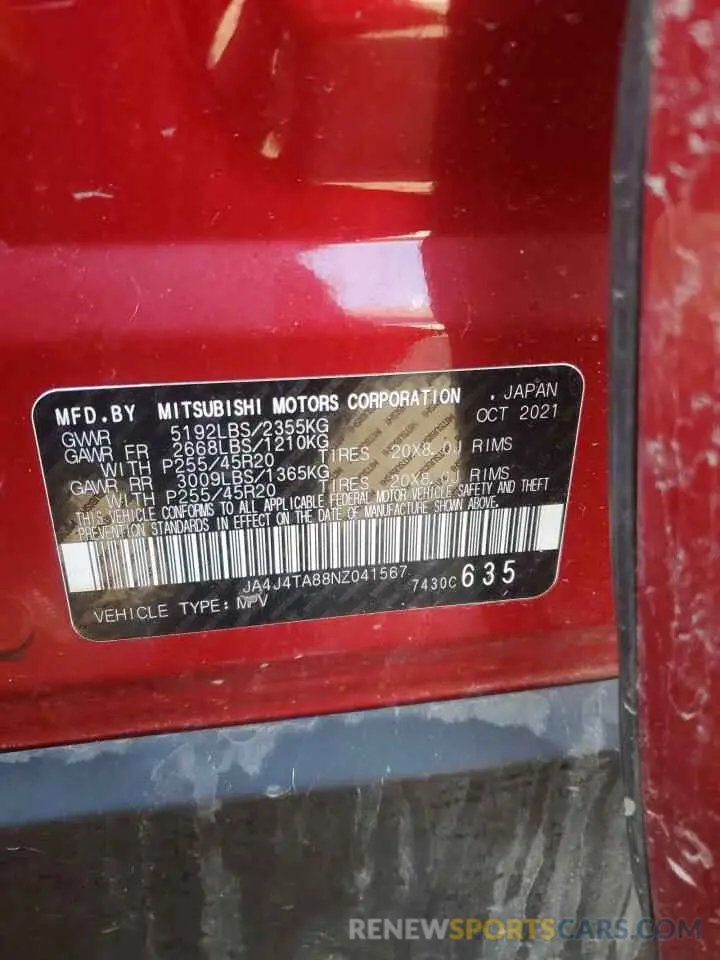 MFD.BY MITSUBISHI MOTORS CORPORATION , JAPAN
OCT 2021
GVWR 5192LBS/2355KG
GAWR FR 2668LBS/1210KG
WITH P255/45R20 TIRES 20X8.0J RIMS
GAWR RR 3009LBS/1365KG
WITH P255/45R20 TIRES 20X8.0J RIMS
THIS VEHICLE CONFORMS TO ALL APPLICABLE FEDERAL MOTOR VEHICLE SAFETY AND THEFT
PREVENTION STANDARDS IN EFFECT ON THE DATE OF MANUFACTURE SHOWN ABOVE.
JA4J4TA88NZ041567
7430C 635
VEHICLE TYPE: MPV
RENEWSPORTSCARS.COM